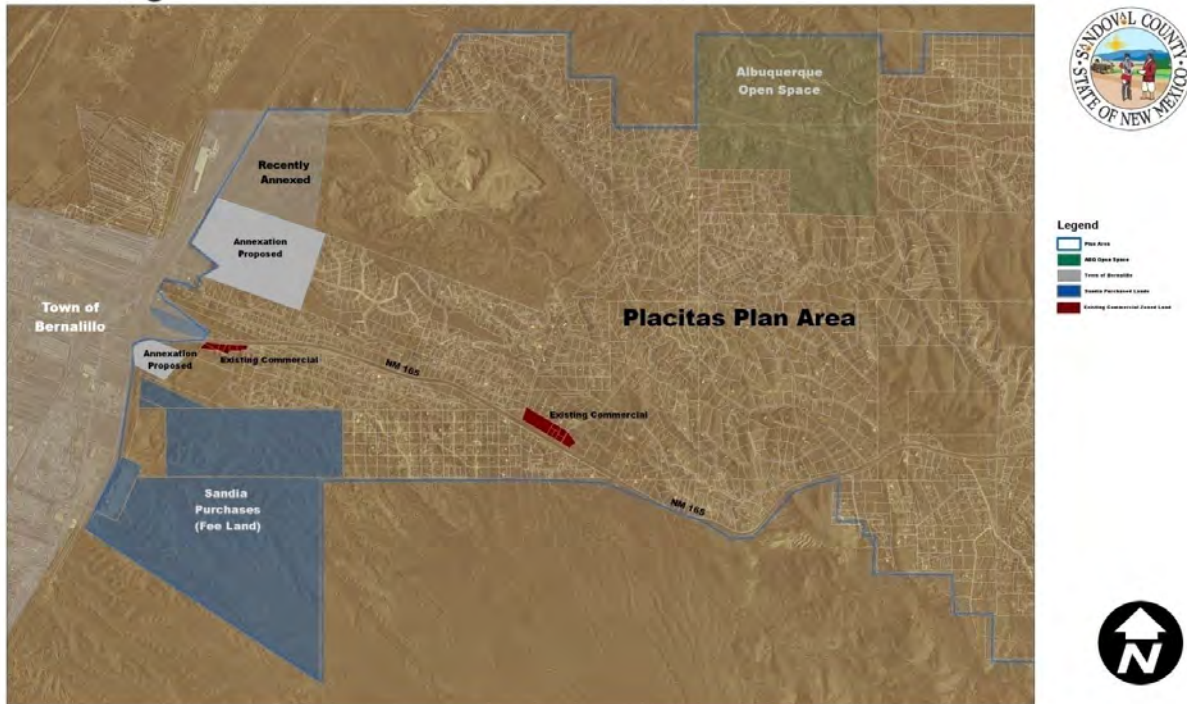 SANDOVAL COUNTY
STATE OF NEW MEXICO
Albuquerque
Open Space
Recently
Annexed
Annexation
Proposed
Legend
Plan Area
ABQ Open Space
Town of Bernalillo
Sandia Purchased Lands
Existing Commercial Zoned Land
Town of
Bernalillo
Placitas Plan Area
Annexation
Proposed
Existing Commercial
NM 165
Existing Commercial
Sandia
Purchases
(Fee Land)
NM 165
N